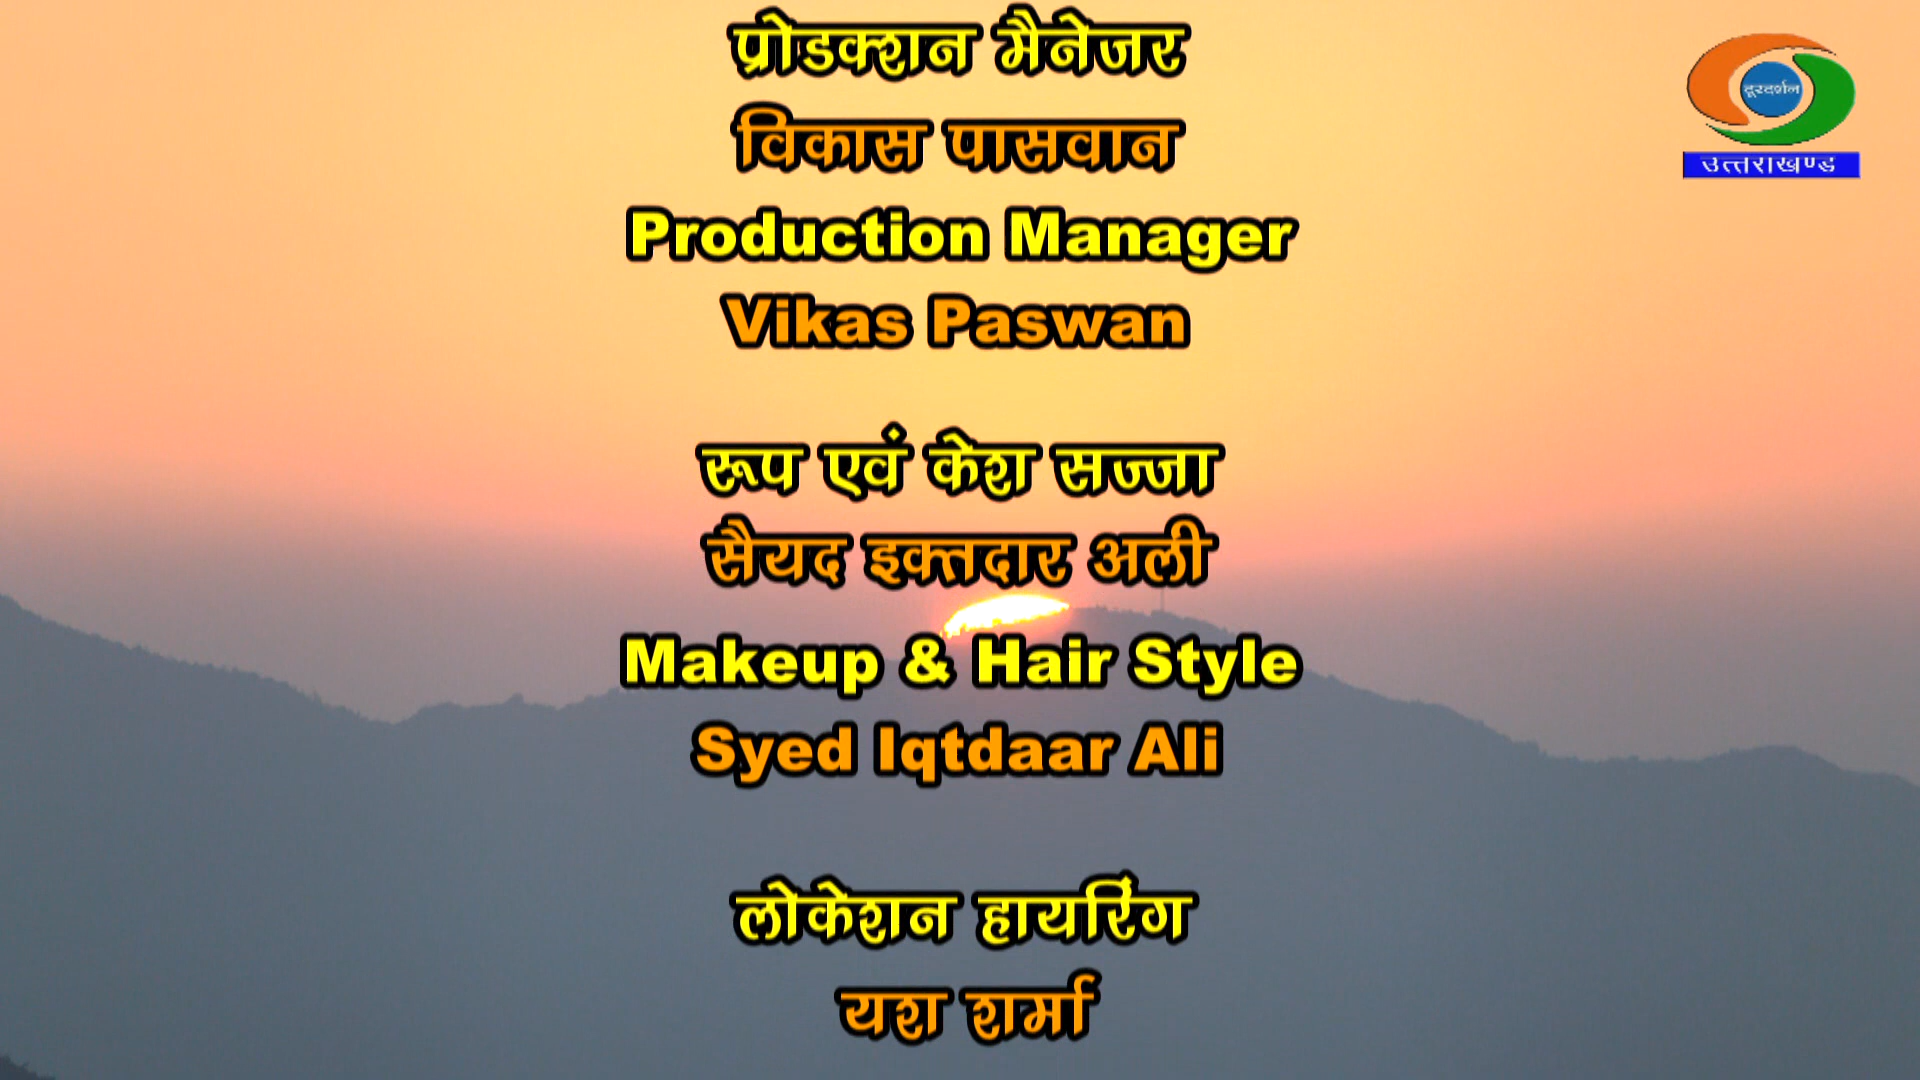 प्रोडक्शन मैनेजर
विकास पासवान
Production Manager
Vikas Paswan
रूप एवं केश सज्जा
सैयद इक्तदार अली
Makeup & Hair Style
Syed Iqtdaar Ali
लोकेशन हायरिंग
यश शर्मा
दूरदर्शन
उत्तराखण्ड